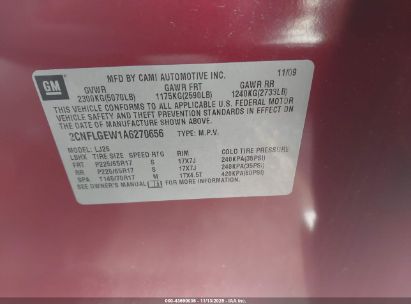 GM
MFD BY CAMI AUTOMOTIVE INC. 11/09
GVWR GAWR FRT GAWR RR
2300KG(5070LB) 1175KG(2590LB) 1240KG(2733LB)
THIS VEHICLE CONFORMS TO ALL APPLICABLE U.S. FEDERAL MOTOR
VEHICLE SAFETY AND THEFT PREVENTION STANDARDS IN EFFECT
ON THE DATE OF MANUFACTURE SHOWN ABOVE.
2CNFLGEW1A6270656 TYPE: M.P.V.
MODEL: LJ26
LBHX TIRE SIZE SPEED RTG RIM COLD TIRE PRESSURE
FRT P225/65R17 S 17X7J 240KPA(35PSI)
RR P225/65R17 S 17X7J 240KPA(35PSI)
SPA T145/70R17 M 17X4.5T 420KPA(60PSI)
SEE OWNER'S MANUAL FOR ADDITIONAL INFORMATION.